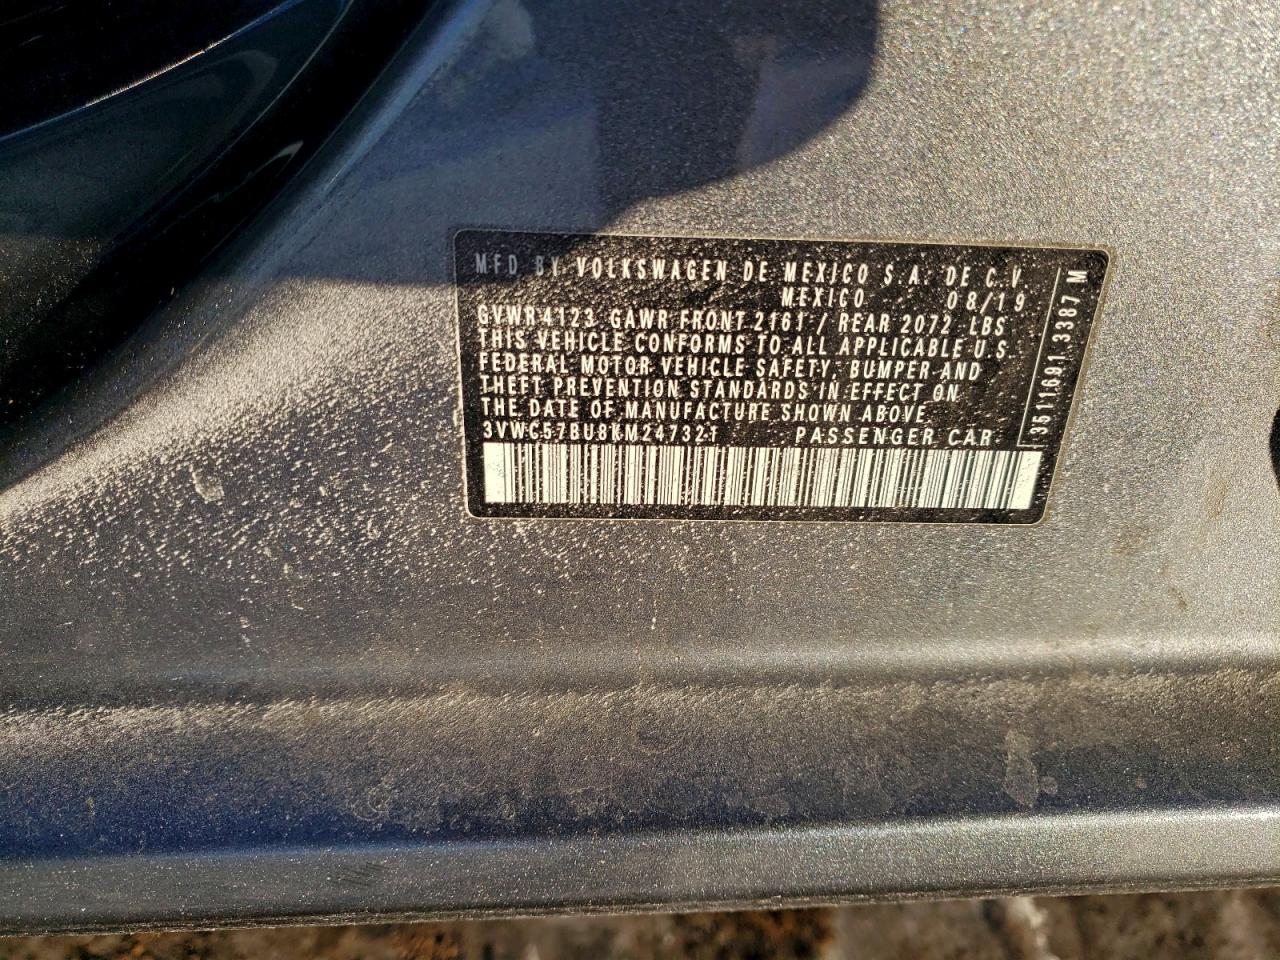 MFD BY VOLKSWAGEN DE MEXICO S.A. DE C.V
MEXICO 08/19
GVWR 4123 GAWR FRONT 2161 / REAR 2072 LBS
THIS VEHICLE CONFORMS TO ALL APPLICABLE U.S.
FEDERAL MOTOR VEHICLE SAFETY, BUMPER AND
THEFT PREVENTION STANDARDS IN EFFECT ON
THE DATE OF MANUFACTURE SHOWN ABOVE.
3VWC57BU8KM247321 PASSENGER CAR
3611691 3387 M